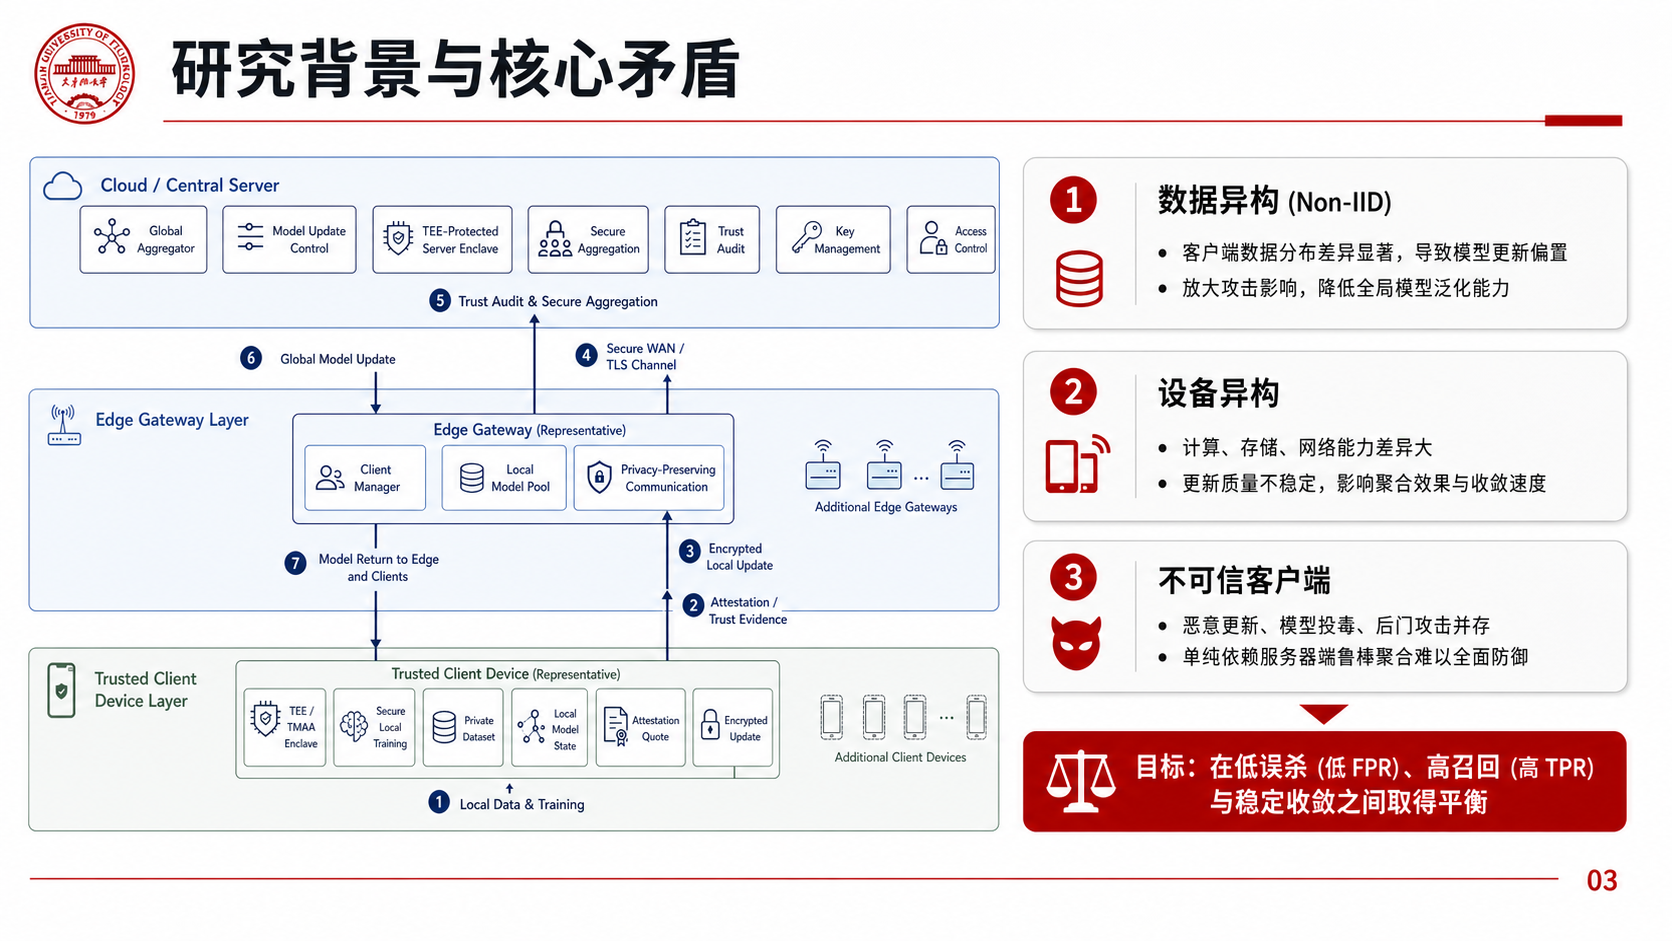 研究背景与核心矛盾
1979
Cloud / Central Server
Global
Aggregator
Model Update
Control
TEE-Protected
Server Enclave
Secure
Aggregation
Trust
Audit
Key
Management
Access
Control
5 Trust Audit & Secure Aggregation
6 Global Model Update
4 Secure WAN /
TLS Channel
Edge Gateway Layer
Edge Gateway (Representative)
Client
Manager
Local
Model Pool
Privacy-Preserving
Communication
...
Additional Edge Gateways
7 Model Return to Edge
and Clients
3 Encrypted
Local Update
2 Attestation /
Trust Evidence
Trusted Client
Device Layer
Trusted Client Device (Representative)
TEE /
TMAA
Enclave
Secure
Local
Training
Private
Dataset
Local
Model
State
Attestation
Quote
Encrypted
Update
...
Additional Client Devices
1 Local Data & Training
1
数据异构 (Non-IID)
• 客户端数据分布差异显著，导致模型更新偏置
• 放大攻击影响，降低全局模型泛化能力
2
设备异构
• 计算、存储、网络能力差异大
• 更新质量不稳定，影响聚合效果与收敛速度
3
不可信客户端
• 恶意更新、模型投毒、后门攻击并存
• 单纯依赖服务器端鲁棒聚合难以全面防御
目标：在低误杀 (低 FPR)、高召回 (高 TPR)
与稳定收敛之间取得平衡
03